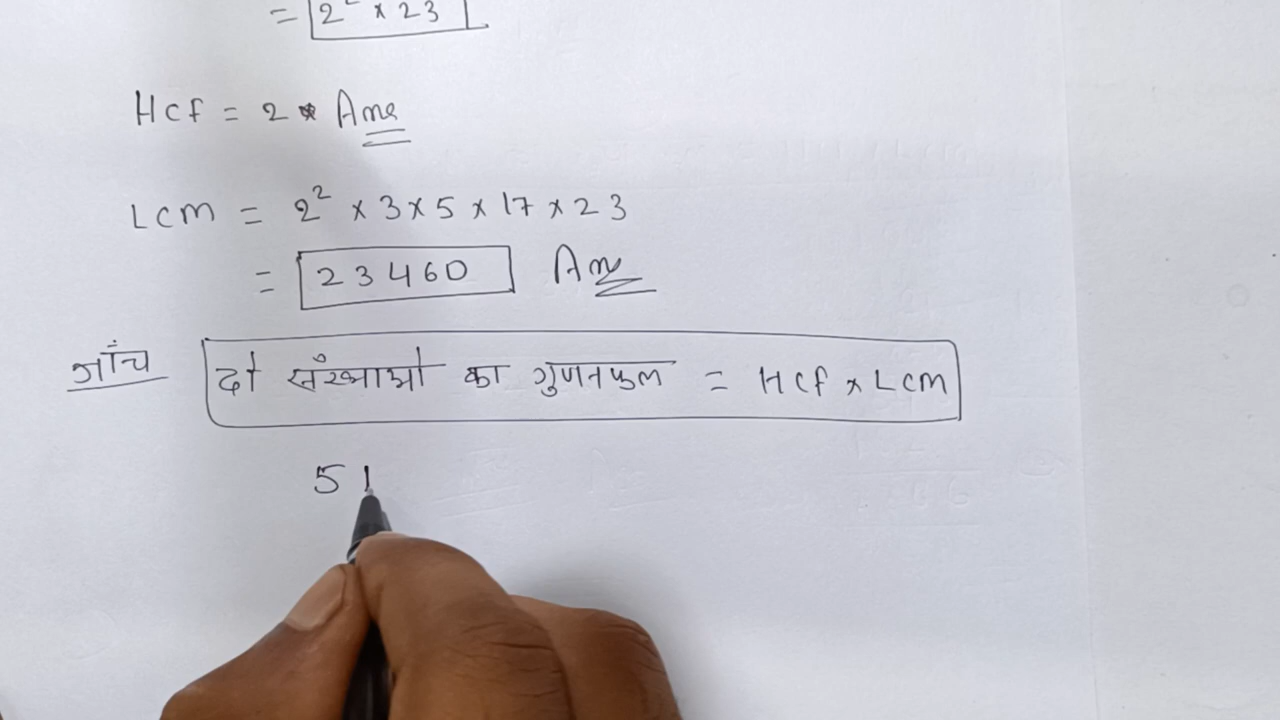 = 2² × 23
HCF = 2 Ans
LCM = 2² × 3 × 5 × 17 × 23
= 23460 Ans
जाँच दो संख्याओं का गुणनफल = HCF × LCM
51